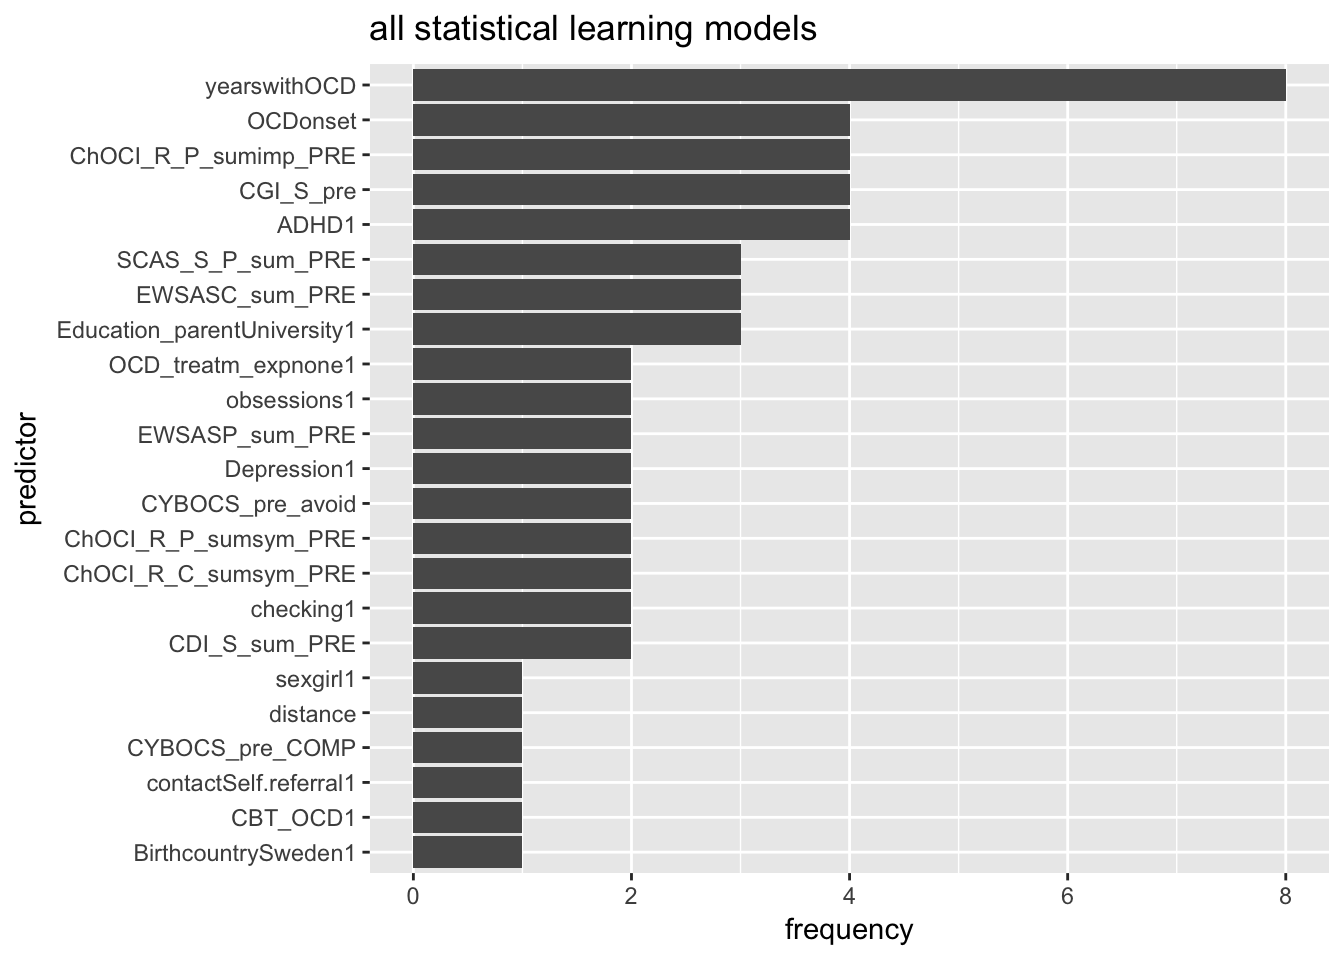 all statistical learning models
yearswithOCD
OCDonset
ChOCI_R_P_sumimp_PRE
CGI_S_pre
ADHD1
SCAS_S_P_sum_PRE
EWSASC_sum_PRE
Education_parentUniversity1
OCD_treatm_expnone1
obsessions1
EWSASP_sum_PRE
Depression1
CYBOCS_pre_avoid
ChOCI_R_P_sumsym_PRE
ChOCI_R_C_sumsym_PRE
checking1
CDI_S_sum_PRE
sexgirl1
distance
CYBOCS_pre_COMP
contactSelf.referral1
CBT_OCD1
BirthcountrySweden1
predictor
0 2 4 6 8
frequency